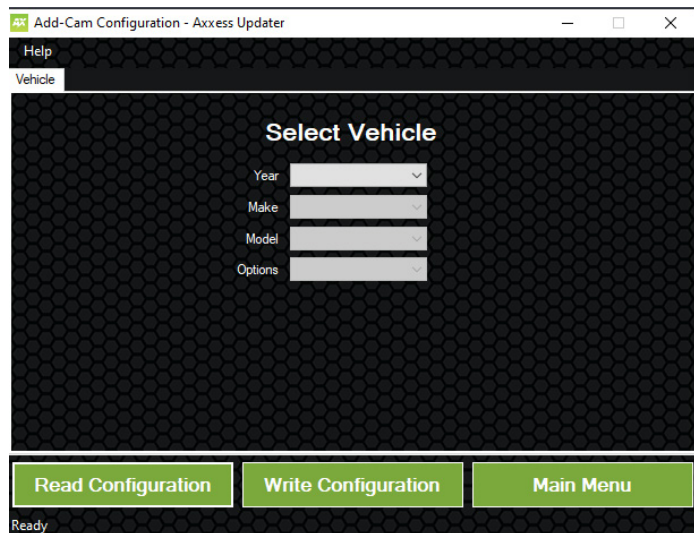 AX Add-Cam Configuration - Axxess Updater
Help
Vehicle
Select Vehicle
Year
Make
Model
Options
Read Configuration Write Configuration Main Menu
Ready